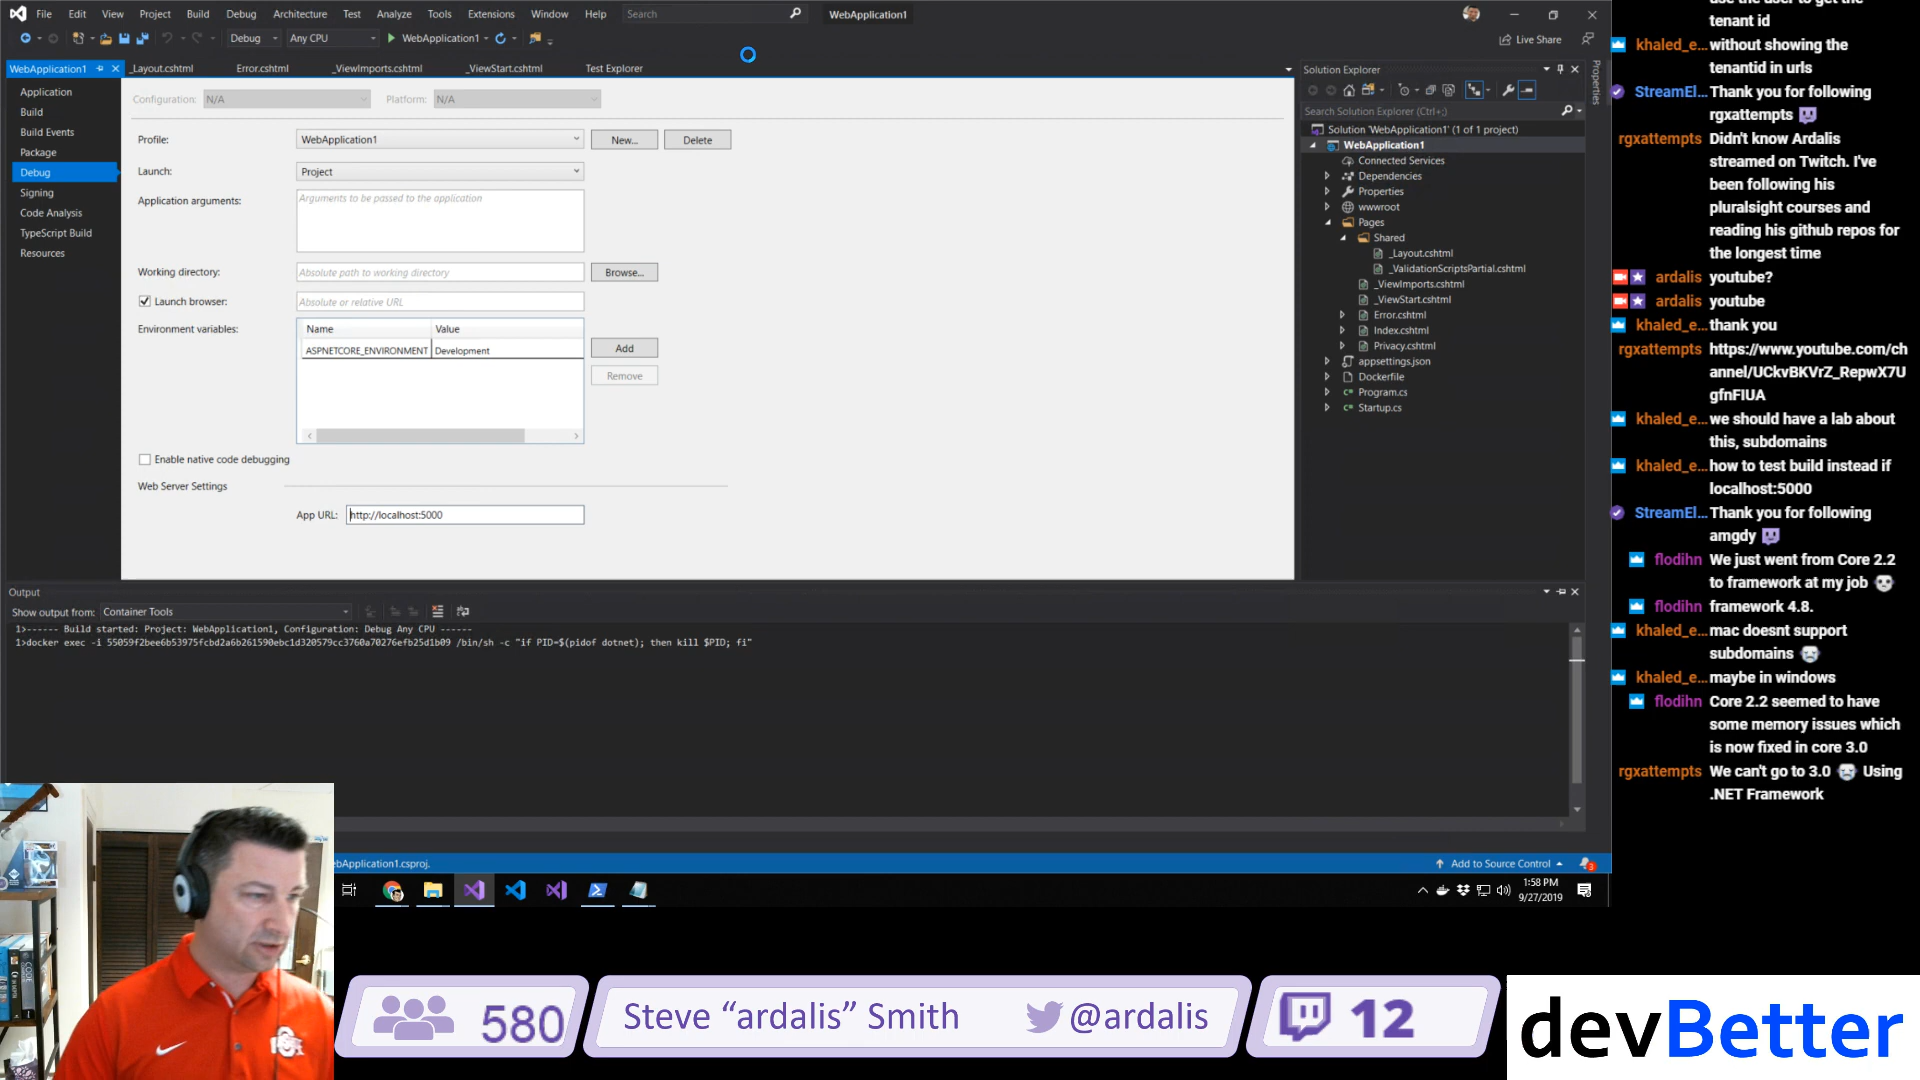 File Edit View Project Build Debug Architecture Test Analyze Tools Extensions Window Help Search WebApplication1
Debug Any CPU WebApplication1 Live Share
WebApplication1 _Layout.cshtml Error.cshtml _ViewImports.cshtml _ViewStart.cshtml Test Explorer
Application
Build
Build Events
Package
Debug
Signing
Code Analysis
TypeScript Build
Resources
Configuration: N/A Platform: N/A
Profile: WebApplication1 New... Delete
Launch: Project
Application arguments: Arguments to be passed to the application
Working directory: Absolute path to working directory Browse...
Launch browser: Absolute or relative URL
Environment variables: Name Value
ASPNETCORE_ENVIRONMENT Development Add
Remove
Enable native code debugging
Web Server Settings
App URL: http://localhost:5000
Solution Explorer
Properties
Search Solution Explorer (Ctrl+;)
Solution 'WebApplication1' (1 of 1 project)
WebApplication1
Connected Services
Dependencies
Properties
wwwroot
Pages
Shared
_Layout.cshtml
_ValidationScriptsPartial.cshtml
_ViewImports.cshtml
_ViewStart.cshtml
Error.cshtml
Index.cshtml
Privacy.cshtml
appsettings.json
Dockerfile
Program.cs
Startup.cs
Output
Show output from: Container Tools
1>------ Build started: Project: WebApplication1, Configuration: Debug Any CPU ------
1>docker exec -i 55059f2bee6b53975fcbd2a6b261590ebc1d320579cc3760a70276efb25d1b09 /bin/sh -c "if PID=$(pidof dotnet); then kill $PID; fi"
bApplication1.csproj.
Add to Source Control
3
1:58 PM
9/27/2019
use the user to get the
tenant id
khaled_e... without showing the
tenantid in urls
StreamEl... Thank you for following
rgxattempts
rgxattempts Didn't know Ardalis
streamed on Twitch. I've
been following his
pluralsight courses and
reading his github repos for
the longest time
ardalis youtube?
ardalis youtube
khaled_e... thank you
rgxattempts https://www.youtube.com/ch
annel/UCkvBKVrZ_RepwX7U
gfnFIUA
khaled_e... we should have a lab about
this, subdomains
khaled_e... how to test build instead if
localhost:5000
StreamEl... Thank you for following
amgdy
flodihn We just went from Core 2.2
to framework at my job
flodihn framework 4.8.
khaled_e... mac doesnt support
subdomains
khaled_e... maybe in windows
flodihn Core 2.2 seemed to have
some memory issues which
is now fixed in core 3.0
rgxattempts We can't go to 3.0 Using
.NET Framework
580
Steve “ardalis” Smith @ardalis
12
devBetter